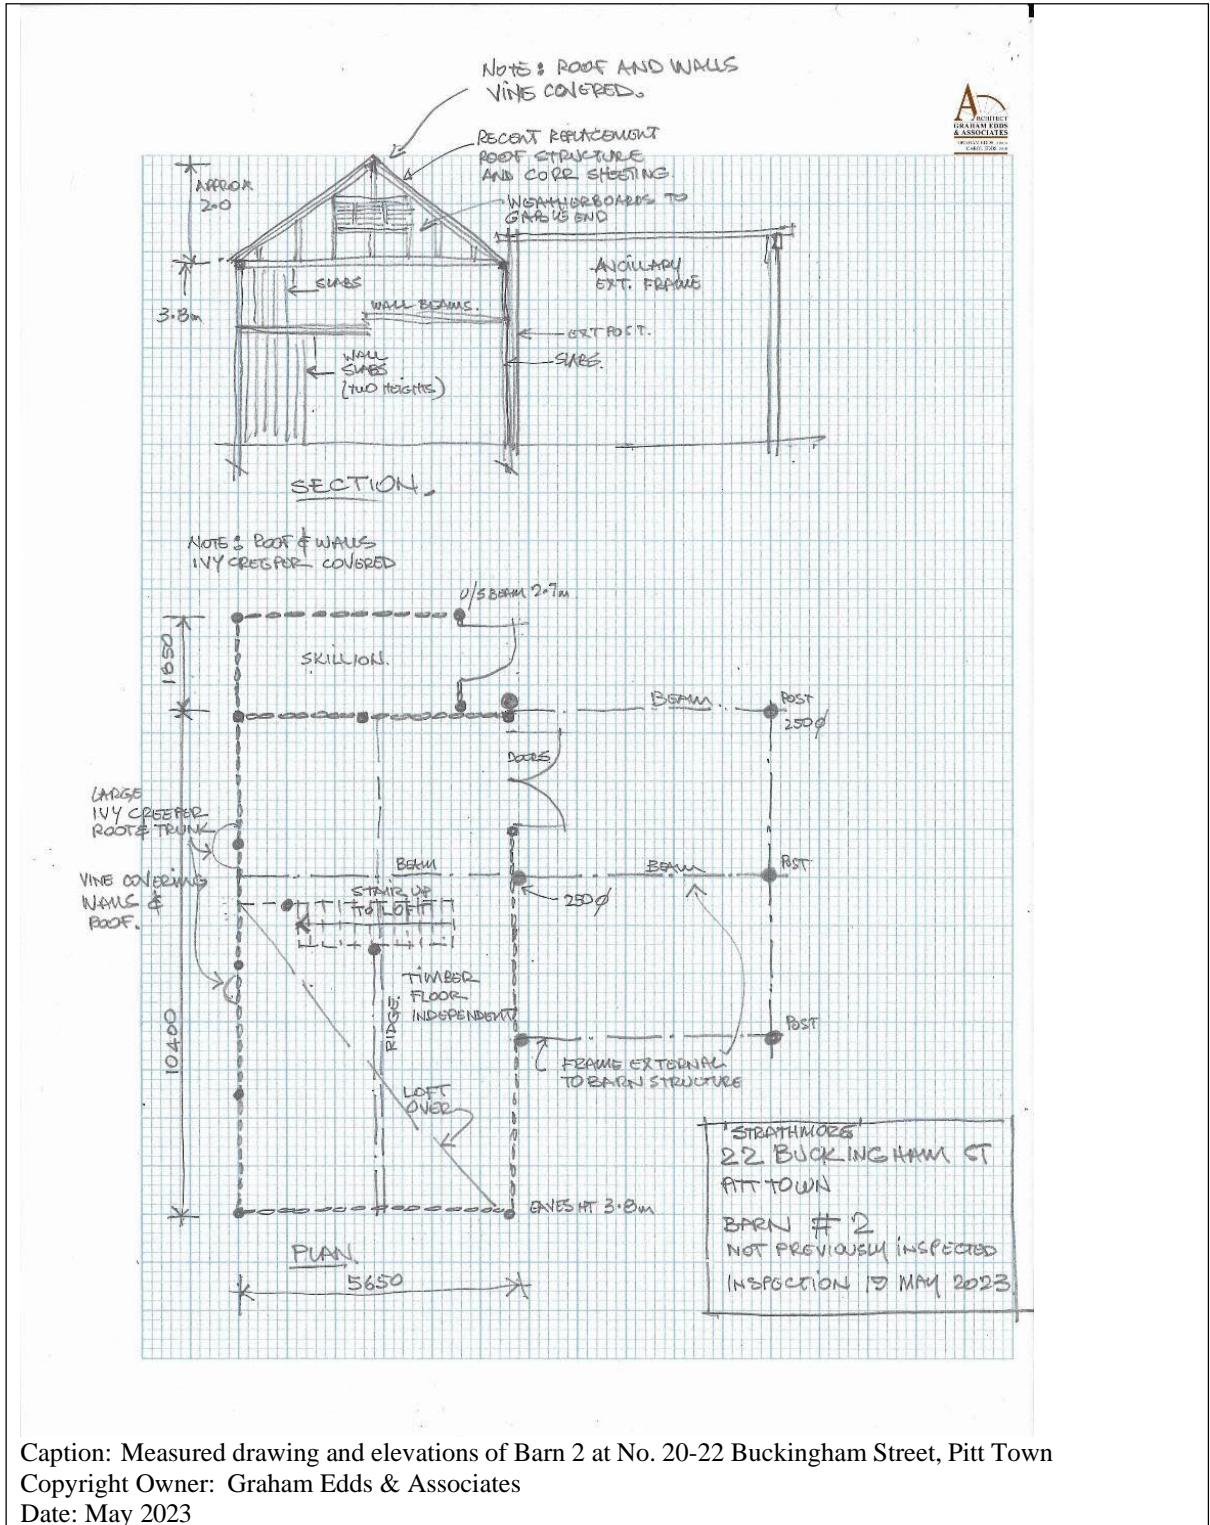 NOTE: ROOF AND WALLS
VINE COVERED.
ARCHITECT
GRAHAM EDDS
& ASSOCIATES
RECENT REPLACEMENT
ROOF STRUCTURE
AND CORR SHEETING.
APPROX
2.0
WEATHERBOARDS TO
GABLE END
ANCILLARY
EXT. FRAME
SLABS
3.8m
WALL BEAMS.
EXT POST.
SLABS.
WALL
SLABS
(TWO HEIGHTS)
SECTION.
NOTE: ROOF & WALLS
IVY CREEPER COVERED
U/S BEAM 2.7m
1850
SKILLION.
BEAM
POST
250ϕ
DOORS
LARGE
IVY CREEPER
ROOT & TRUNK
BEAM
BEAM
POST
VINE COVERING
WALLS &
ROOF.
STAIR UP
TO LOFT
250ϕ
TIMBER
FLOOR
INDEPENDENT
RIDGE
POST
10400
FRAME EXTERNAL
TO BARN STRUCTURE
LOFT
OVER
EAVES HT 3.8m
PLAN.
5650
"STRATHMORE"
22 BUCKINGHAM ST
PITT TOWN
BARN # 2
NOT PREVIOUSLY INSPECTED
INSPECTION 19 MAY 2023
Caption: Measured drawing and elevations of Barn 2 at No. 20-22 Buckingham Street, Pitt Town
Copyright Owner: Graham Edds & Associates
Date: May 2023